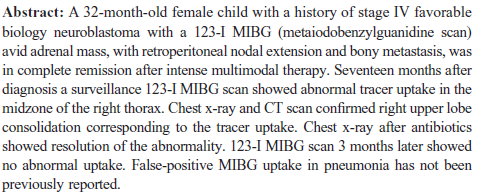 Abstract: A 32-month-old female child with a history of stage IV favorable
biology neuroblastoma with a 123-I MIBG (metaiodobenzylguanidine scan)
avid adrenal mass, with retroperitoneal nodal extension and bony metastasis, was
in complete remission after intense multimodal therapy. Seventeen months after
diagnosis a surveillance 123-I MIBG scan showed abnormal tracer uptake in the
midzone of the right thorax. Chest x-ray and CT scan confirmed right upper lobe
consolidation corresponding to the tracer uptake. Chest x-ray after antibiotics
showed resolution of the abnormality. 123-I MIBG scan 3 months later showed
no abnormal uptake. False-positive MIBG uptake in pneumonia has not been
previously reported.